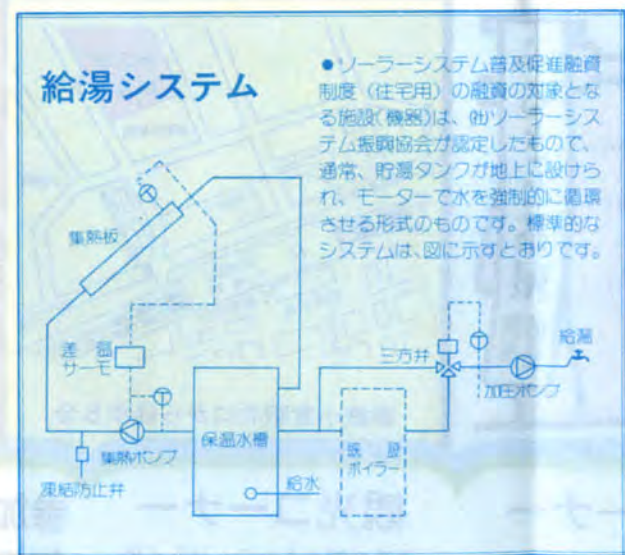 給湯システム
●ソーラーシステム普及促進融資
制度（住宅用）の融資の対象とな
る施設（機器）は、㈳ソーラーシス
テム振興協会が認定したもので、
通常、貯湯タンクが地上に設けら
れ、モーターで水を強制的に循環
させる形式のものです。標準的な
システムは、図に示すとおりです。
T
集熱板
差温
サーモ
T
集熱ポンプ
凍結防止弁
保温水槽
給水
既設
ボイラー
三方弁
T
加圧ポンプ
給湯